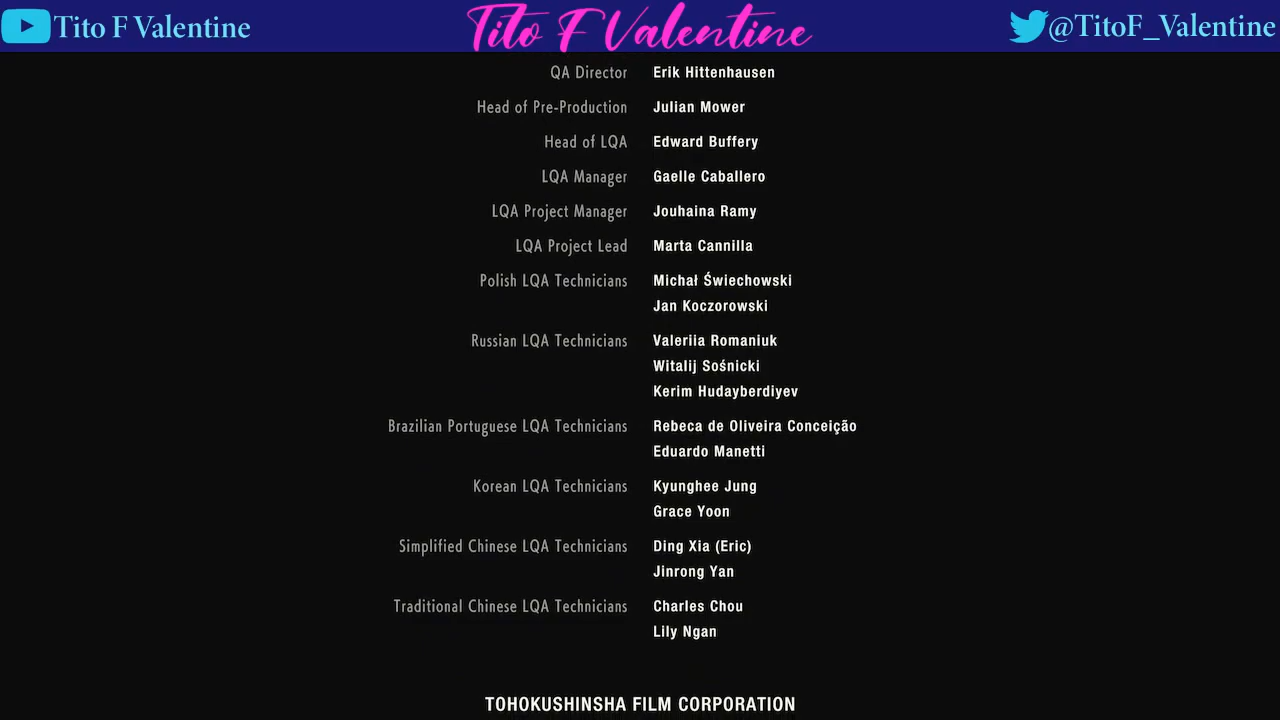 Tito F Valentine
Tito F Valentine
@TitoF_Valentine
QA Director Erik Hittenhausen
Head of Pre-Production Julian Mower
Head of LQA Edward Buffery
LQA Manager Gaelle Caballero
LQA Project Manager Jouhaina Ramy
LQA Project Lead Marta Cannilla
Polish LQA Technicians Michał Świechowski
Jan Koczorowski
Russian LQA Technicians Valeriia Romaniuk
Witalij Sośnicki
Kerim Hudayberdiyev
Brazilian Portuguese LQA Technicians Rebeca de Oliveira Conceição
Eduardo Manetti
Korean LQA Technicians Kyunghee Jung
Grace Yoon
Simplified Chinese LQA Technicians Ding Xia (Eric)
Jinrong Yan
Traditional Chinese LQA Technicians Charles Chou
Lily Ngan
TOHOKUSHINSHA FILM CORPORATION